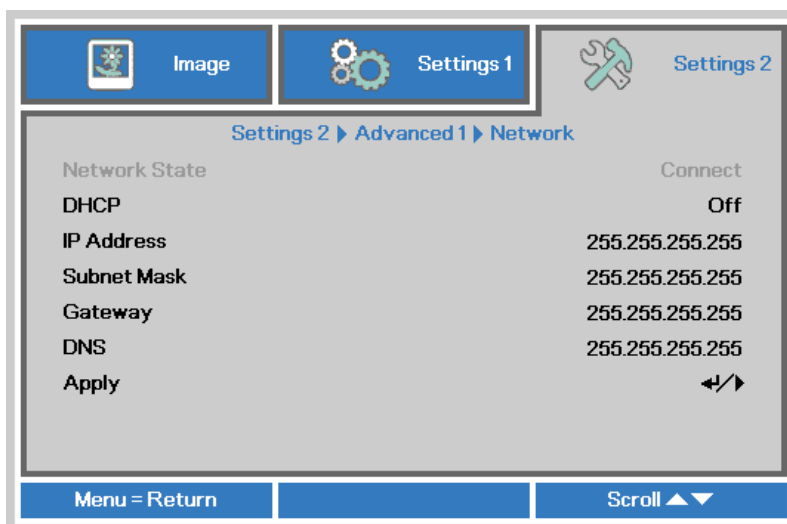 Image Settings 1 Settings 2
Settings 2 ▶ Advanced 1 ▶ Network
Network State Connect
DHCP Off
IP Address 255.255.255.255
Subnet Mask 255.255.255.255
Gateway 255.255.255.255
DNS 255.255.255.255
Apply ↵/▶
Menu = Return Scroll ▲▼